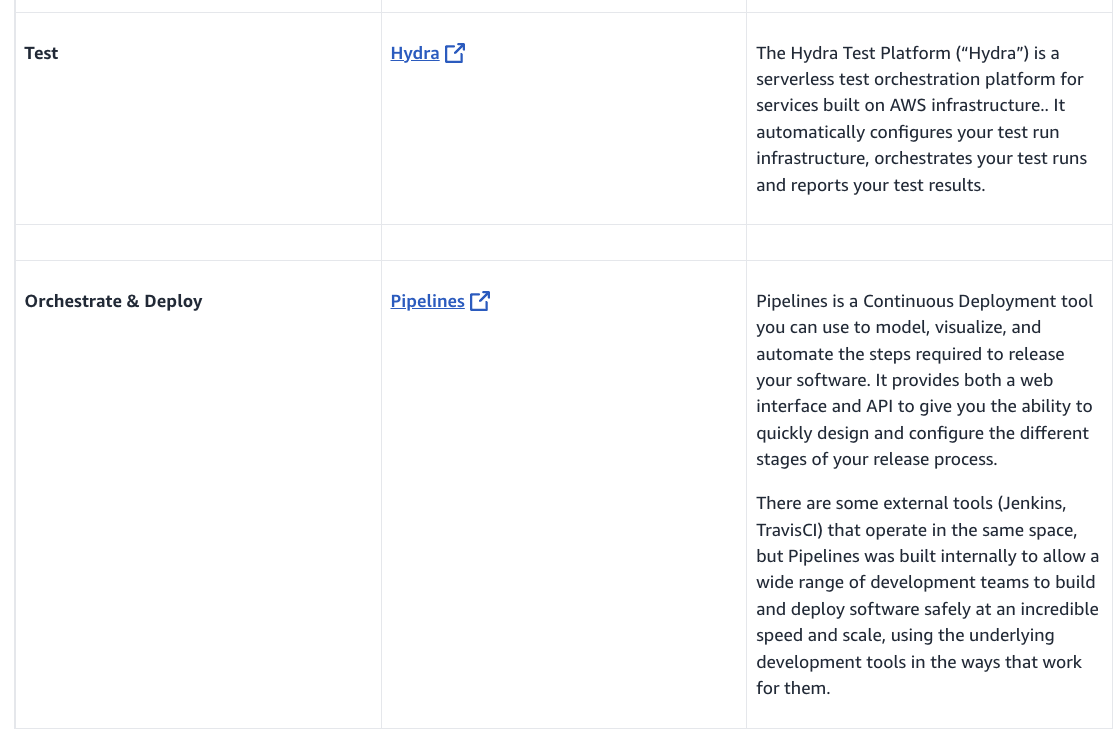 Test
Hydra
The Hydra Test Platform (“Hydra”) is a
serverless test orchestration platform for
services built on AWS infrastructure.. It
automatically configures your test run
infrastructure, orchestrates your test runs
and reports your test results.
Orchestrate & Deploy
Pipelines
Pipelines is a Continuous Deployment tool
you can use to model, visualize, and
automate the steps required to release
your software. It provides both a web
interface and API to give you the ability to
quickly design and configure the different
stages of your release process.
There are some external tools (Jenkins,
TravisCI) that operate in the same space,
but Pipelines was built internally to allow a
wide range of development teams to build
and deploy software safely at an incredible
speed and scale, using the underlying
development tools in the ways that work
for them.